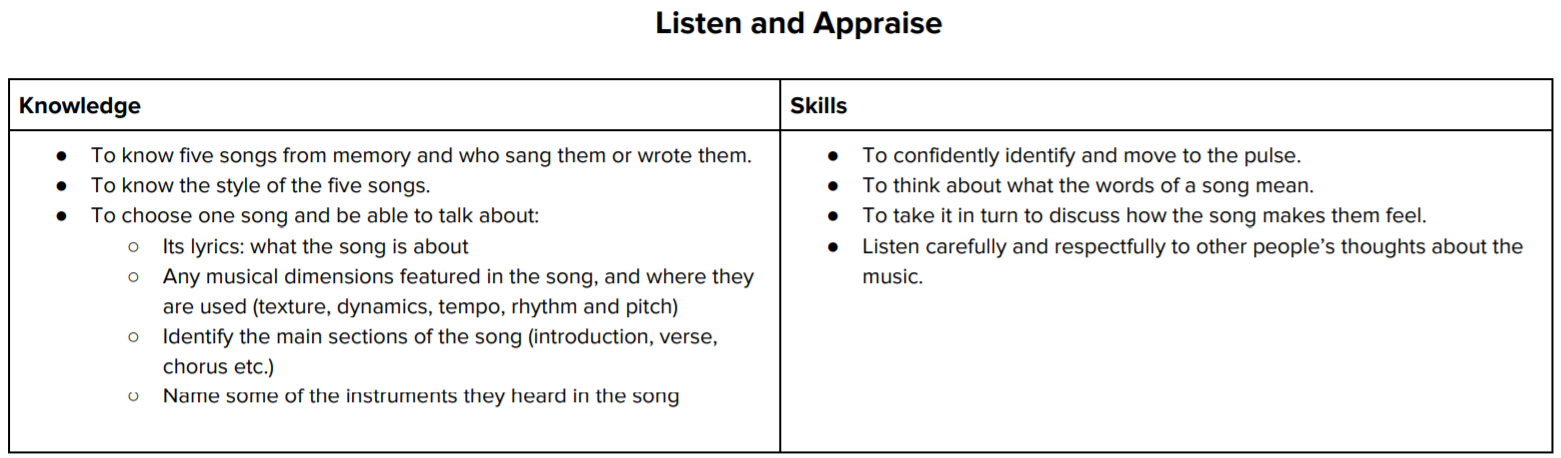 Listen and Appraise
Knowledge
● To know five songs from memory and who sang them or wrote them.
● To know the style of the five songs.
● To choose one song and be able to talk about:
○ Its lyrics: what the song is about
○ Any musical dimensions featured in the song, and where they
are used (texture, dynamics, tempo, rhythm and pitch)
○ Identify the main sections of the song (introduction, verse,
chorus etc.)
○ Name some of the instruments they heard in the song
Skills
● To confidently identify and move to the pulse.
● To think about what the words of a song mean.
● To take it in turn to discuss how the song makes them feel.
● Listen carefully and respectfully to other people’s thoughts about the
music.